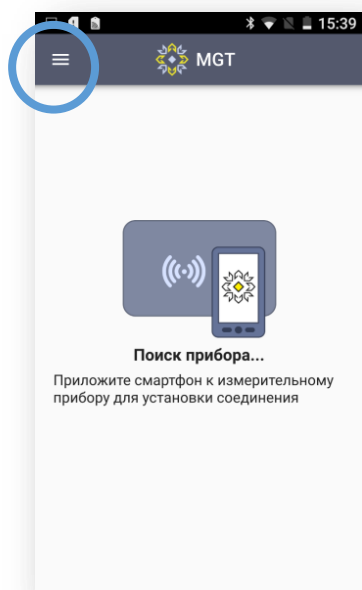 15:39
MGT
Поиск прибора...
Приложите смартфон к измерительному
прибору для установки соединения